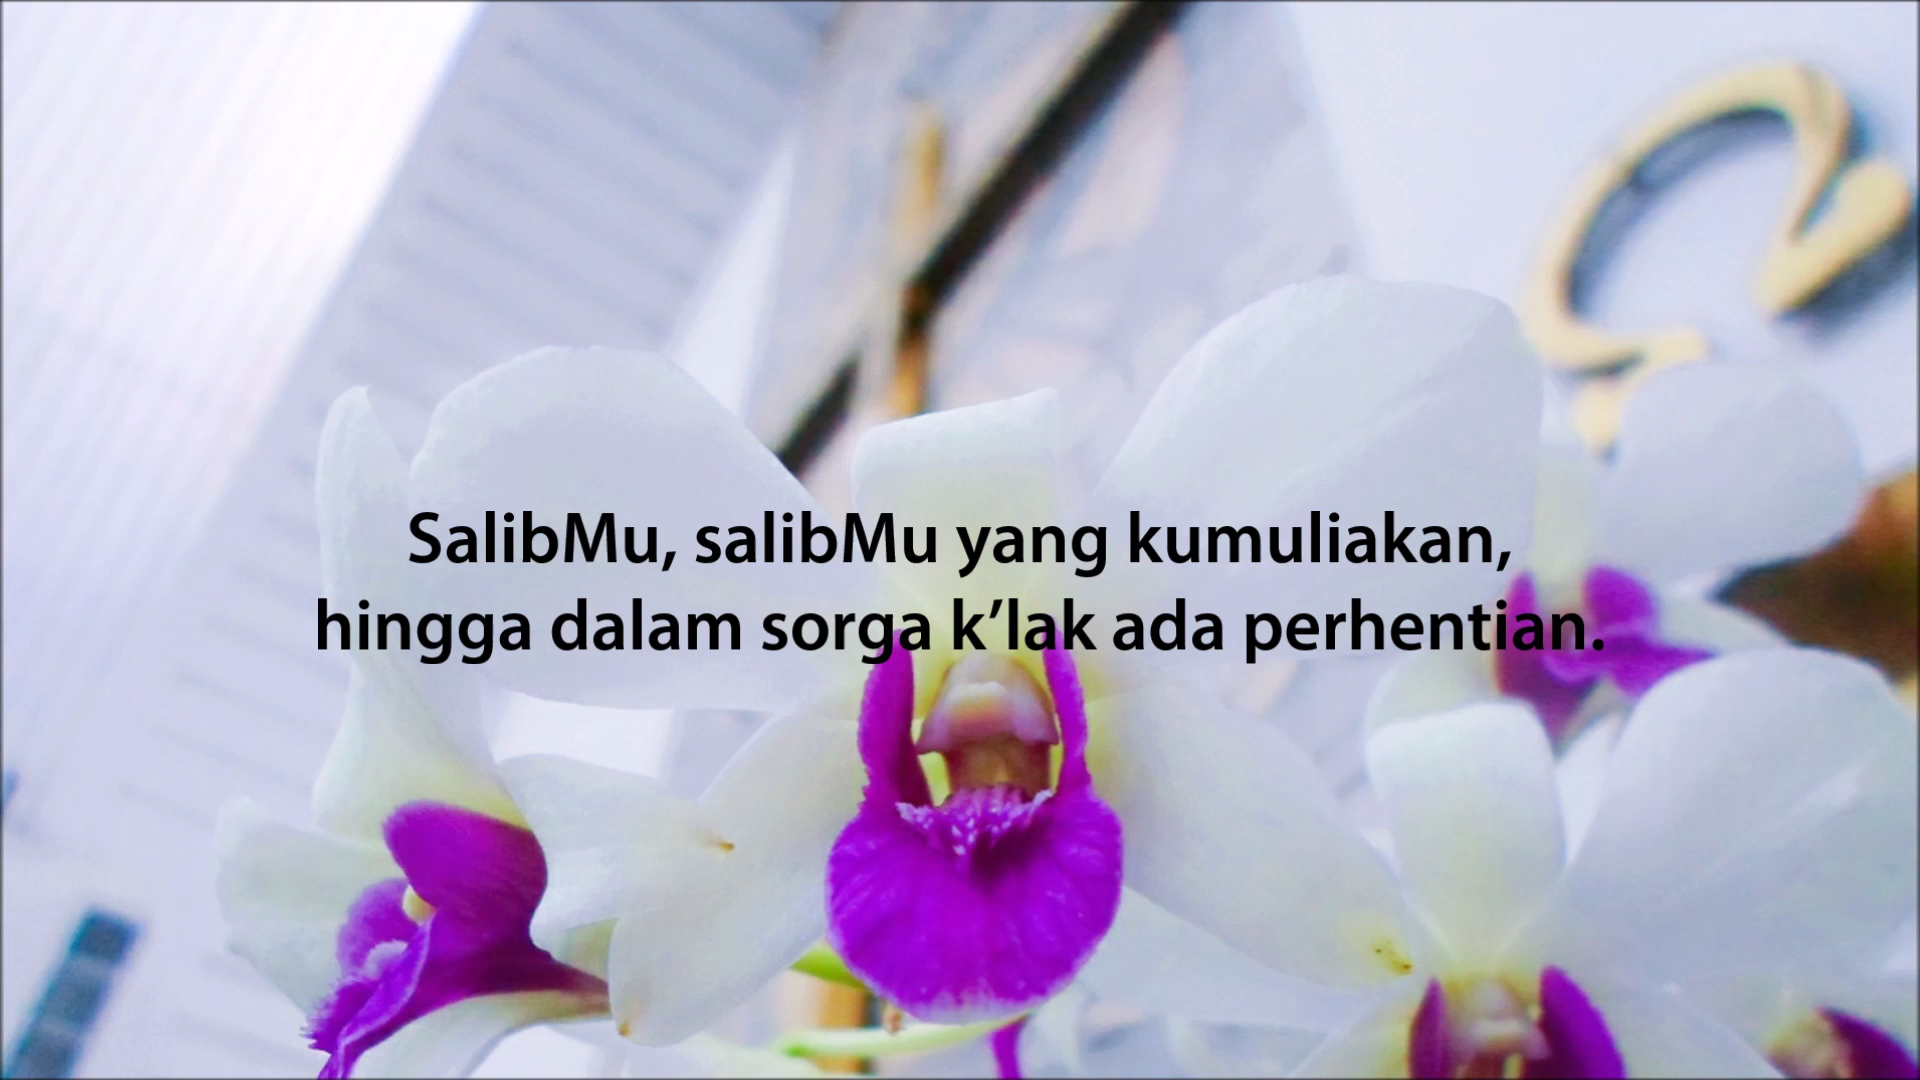 SalibMu, salibMu yang kumuliakan,
hingga dalam sorga k’lak ada perhentian.